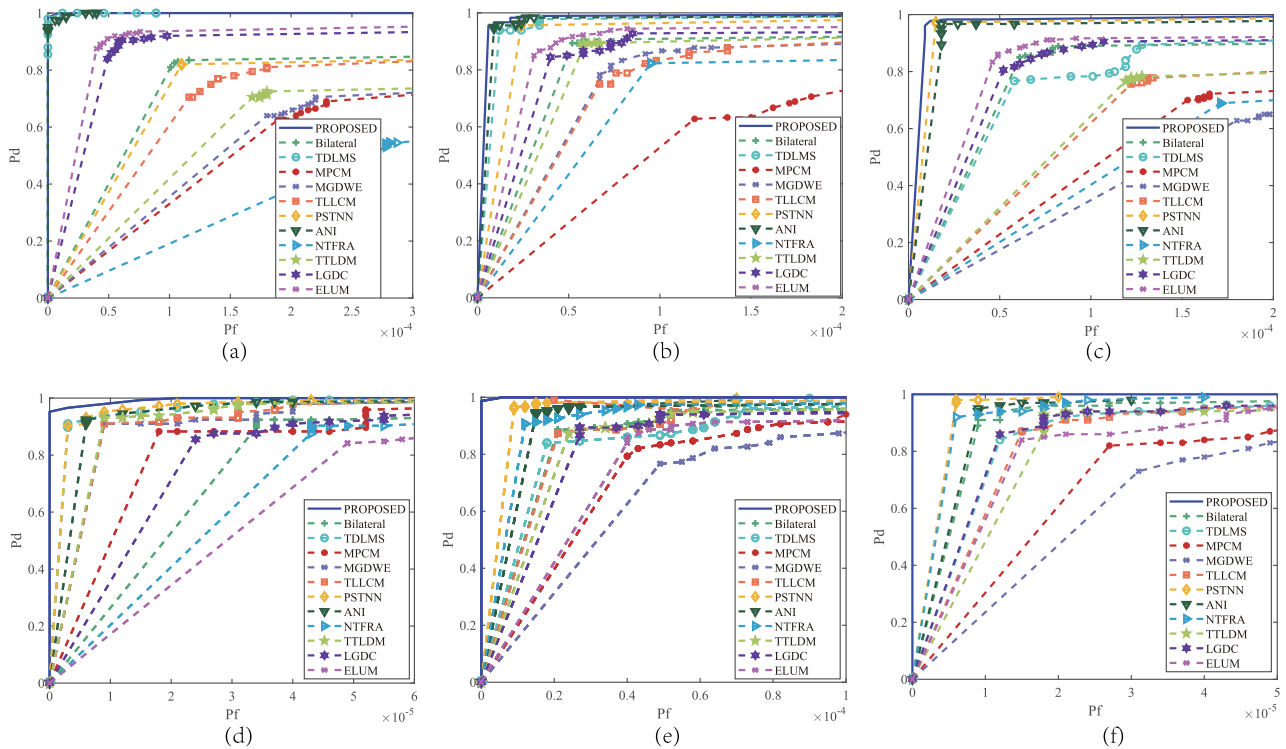 1
0.8
0.6
0.4
0.2
0
Pd
0
0.5
1
1.5
2
2.5
3
Pf
×10⁻⁴
PROPOSED
Bilateral
TDLMS
MPCM
MGDWE
TLLCM
PSTNN
ANI
NTFRA
TTLDM
LGDC
ELUM
(a)
1
0.8
0.6
0.4
0.2
0
Pd
0
0.5
1
1.5
2
Pf
×10⁻⁴
PROPOSED
Bilateral
TDLMS
MPCM
MGDWE
TLLCM
PSTNN
ANI
NTFRA
TTLDM
LGDC
ELUM
(b)
1
0.8
0.6
0.4
0.2
0
Pd
0
0.5
1
1.5
2
Pf
×10⁻⁴
PROPOSED
Bilateral
TDLMS
MPCM
MGDWE
TLLCM
PSTNN
ANI
NTFRA
TTLDM
LGDC
ELUM
(c)
1
0.8
0.6
0.4
0.2
0
Pd
0
1
2
3
4
5
6
Pf
×10⁻⁵
PROPOSED
Bilateral
TDLMS
MPCM
MGDWE
TLLCM
PSTNN
ANI
NTFRA
TTLDM
LGDC
ELUM
(d)
1
0.8
0.6
0.4
0.2
0
Pd
0
0.2
0.4
0.6
0.8
1
Pf
×10⁻⁴
PROPOSED
Bilateral
TDLMS
MPCM
MGDWE
TLLCM
PSTNN
ANI
NTFRA
TTLDM
LGDC
ELUM
(e)
1
0.8
0.6
0.4
0.2
0
Pd
0
1
2
3
4
5
Pf
×10⁻⁵
PROPOSED
Bilateral
TDLMS
MPCM
MGDWE
TLLCM
PSTNN
ANI
NTFRA
TTLDM
LGDC
ELUM
(f)